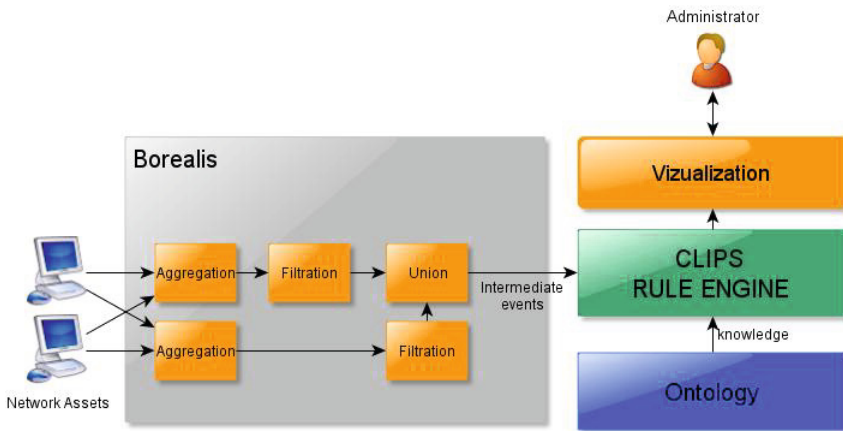 Administrator
Borealis
Vizualization
Aggregation
Filtration
Union
Intermediate
events
CLIPS
RULE ENGINE
Aggregation
Filtration
knowledge
Ontology
Network Assets